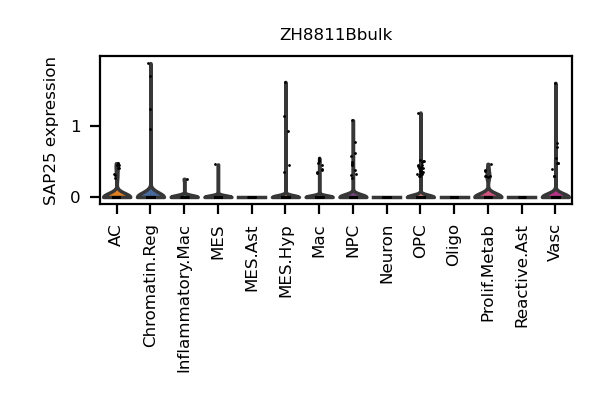 ZH8811Bbulk
SAP25 expression
1
0
AC
Chromatin.Reg
Inflammatory.Mac
MES
MES.Ast
MES.Hyp
Mac
NPC
Neuron
OPC
Oligo
Prolif.Metab
Reactive.Ast
Vasc